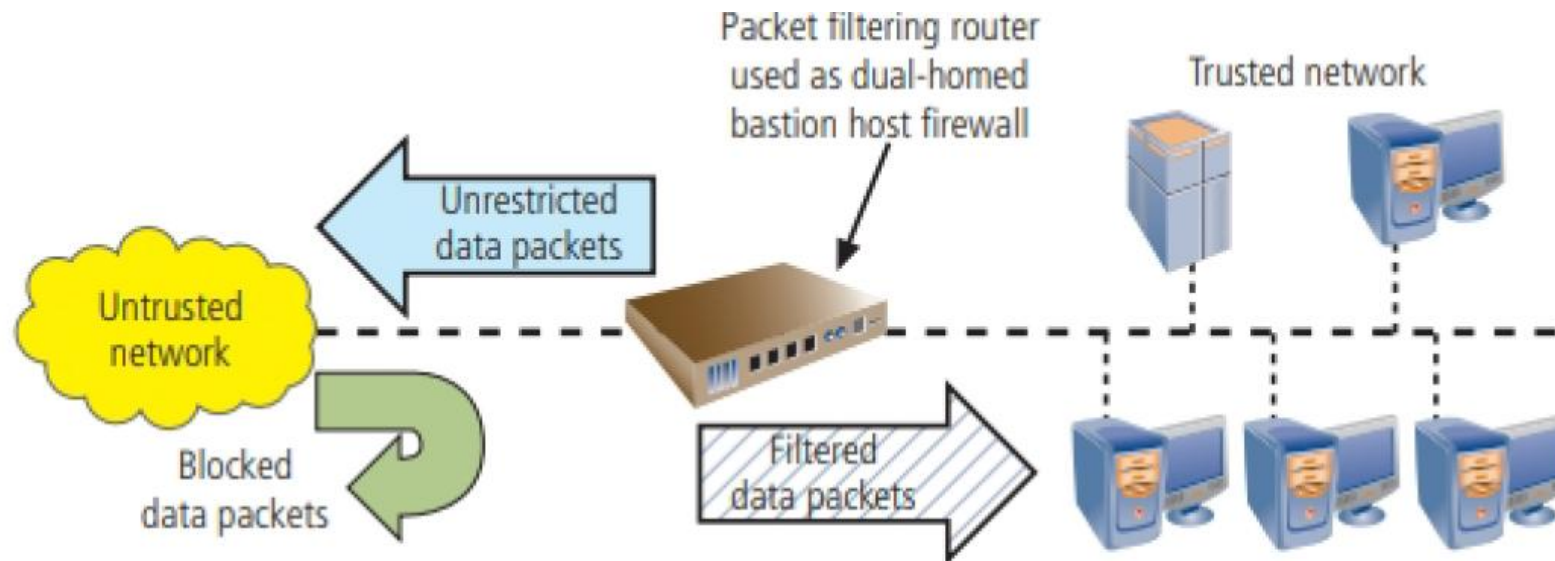 Packet filtering router
used as dual-homed
bastion host firewall
Trusted network
Unrestricted
data packets
Untrusted
network
Blocked
data packets
Filtered
data packets